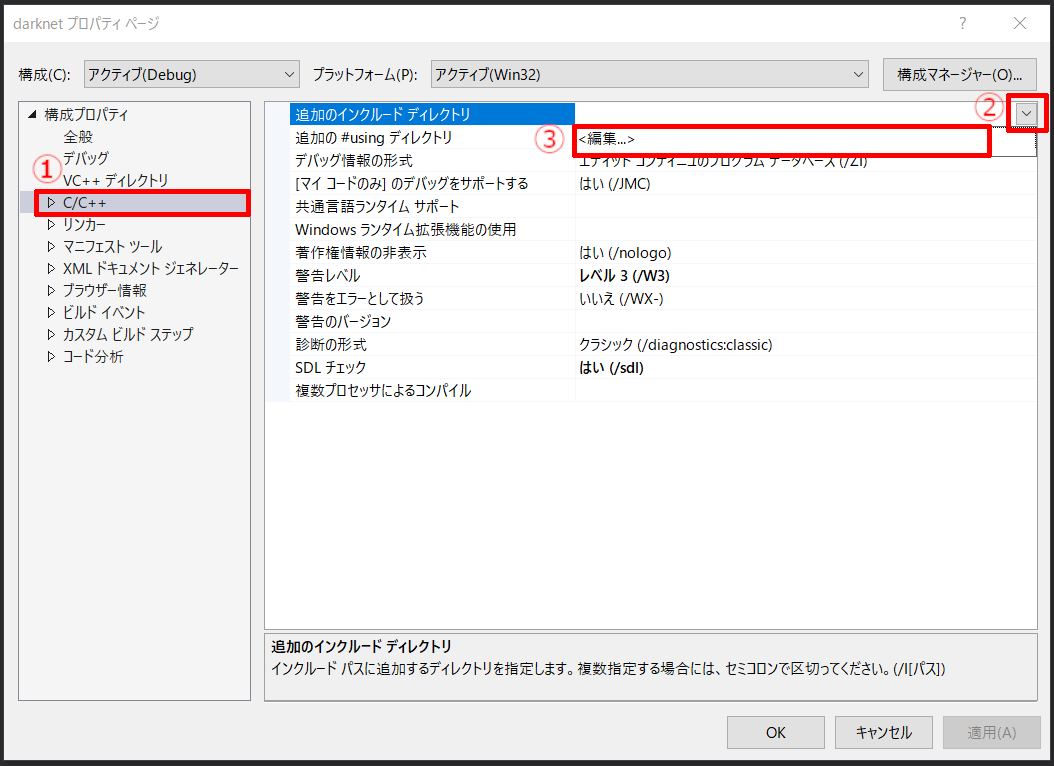 darknet プロパティ ページ
?
構成(C): アクティブ(Debug) プラットフォーム(P): アクティブ(Win32) 構成マネージャー(O)...
構成プロパティ
全般
デバッグ
①
VC++ ディレクトリ
C/C++
リンカー
マニフェスト ツール
XML ドキュメント ジェネレーター
ブラウザー情報
ビルド イベント
カスタム ビルド ステップ
コード分析
追加のインクルード ディレクトリ
②
追加の #using ディレクトリ
③
<編集...>
デバッグ情報の形式 エディット コンティニュのプログラム データベース (/ZI)
[マイ コードのみ] のデバッグをサポートする はい (/JMC)
共通言語ランタイム サポート
Windows ランタイム拡張機能の使用
著作権情報の非表示 はい (/nologo)
警告レベル レベル 3 (/W3)
警告をエラーとして扱う いいえ (/WX-)
警告のバージョン
診断の形式 クラシック (/diagnostics:classic)
SDL チェック はい (/sdl)
複数プロセッサによるコンパイル
追加のインクルード ディレクトリ
インクルード パスに追加するディレクトリを指定します。複数指定する場合には、セミコロンで区切ってください。(/I[パス])
OK キャンセル 適用(A)